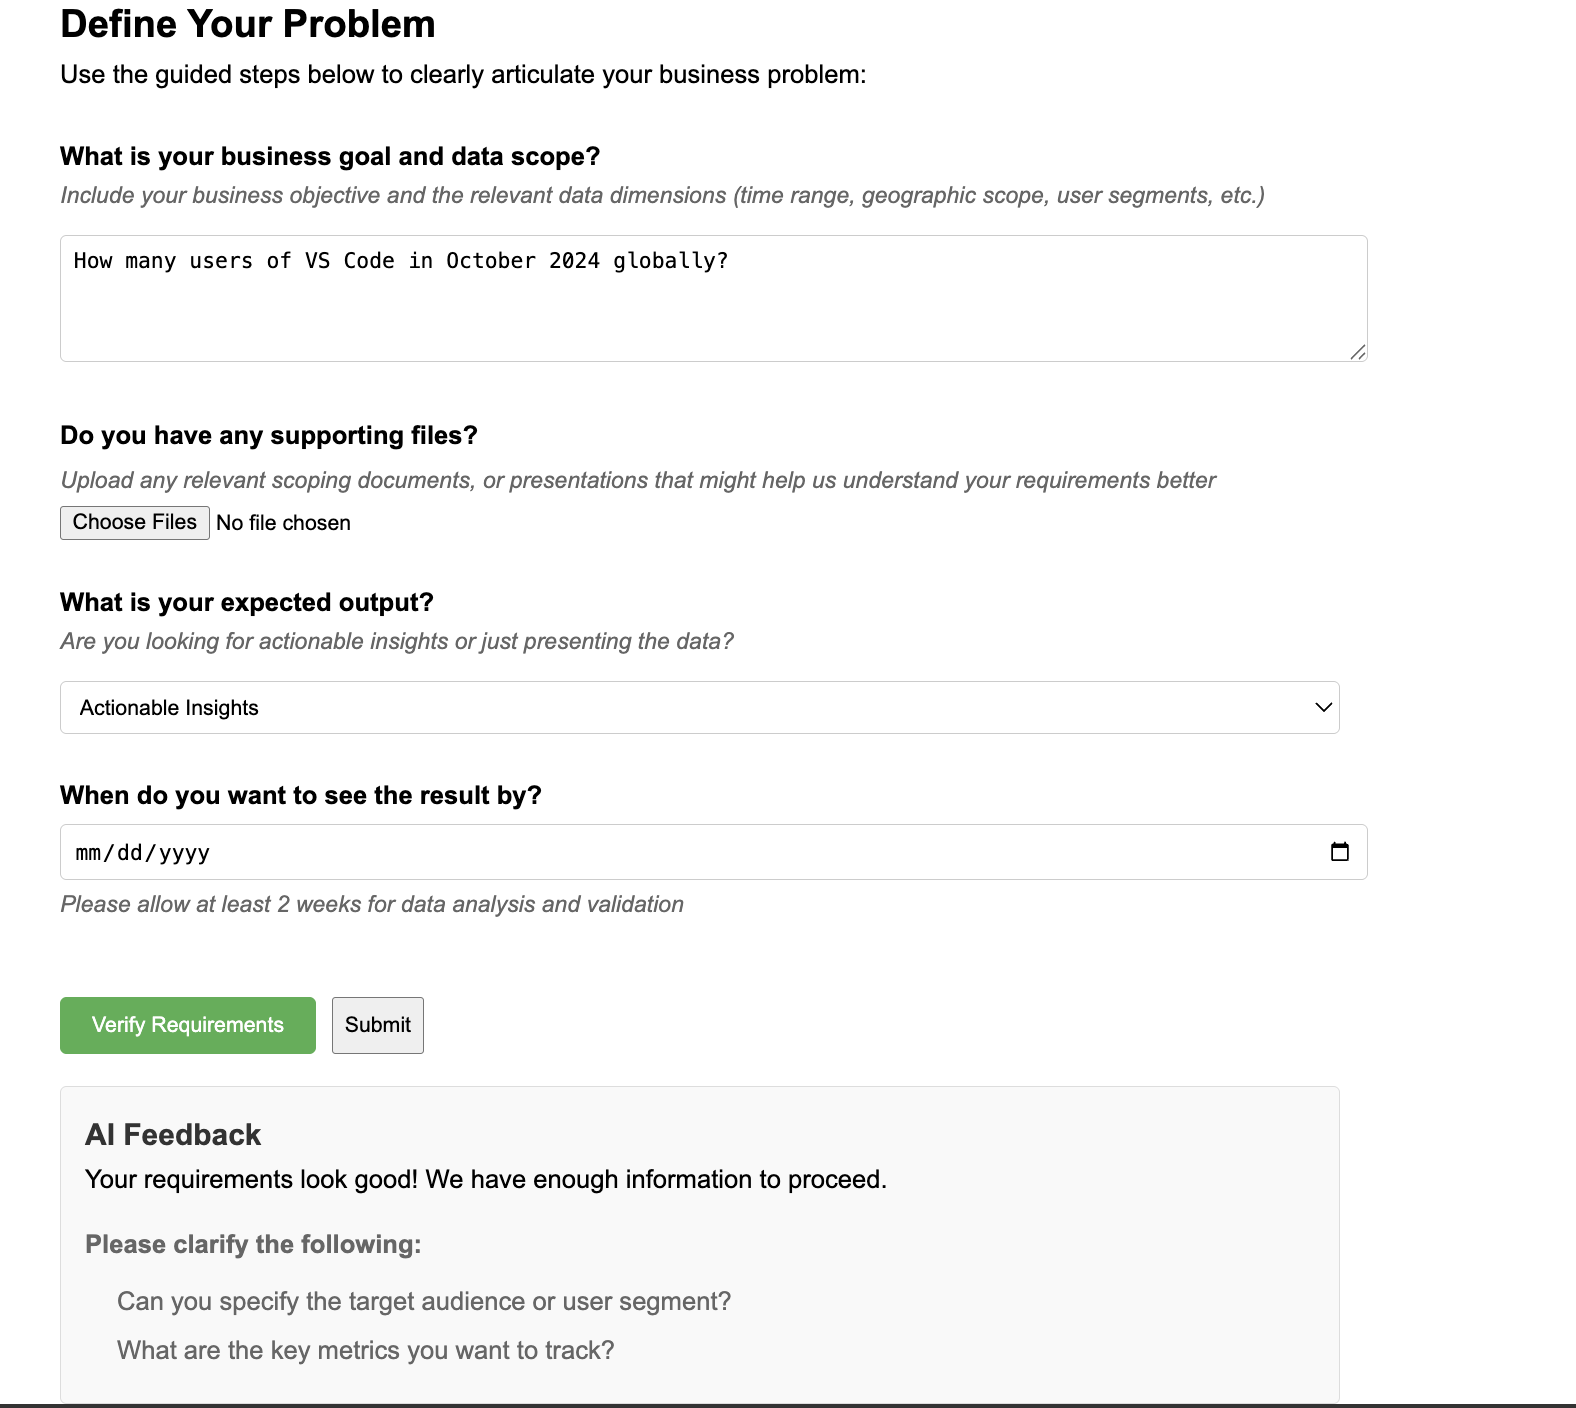 Define Your Problem
Use the guided steps below to clearly articulate your business problem:
What is your business goal and data scope?
Include your business objective and the relevant data dimensions (time range, geographic scope, user segments, etc.)
How many users of VS Code in October 2024 globally?
Do you have any supporting files?
Upload any relevant scoping documents, or presentations that might help us understand your requirements better
Choose Files No file chosen
What is your expected output?
Are you looking for actionable insights or just presenting the data?
Actionable Insights
When do you want to see the result by?
mm/dd/yyyy
Please allow at least 2 weeks for data analysis and validation
Verify Requirements Submit
AI Feedback
Your requirements look good! We have enough information to proceed.
Please clarify the following:
Can you specify the target audience or user segment?
What are the key metrics you want to track?